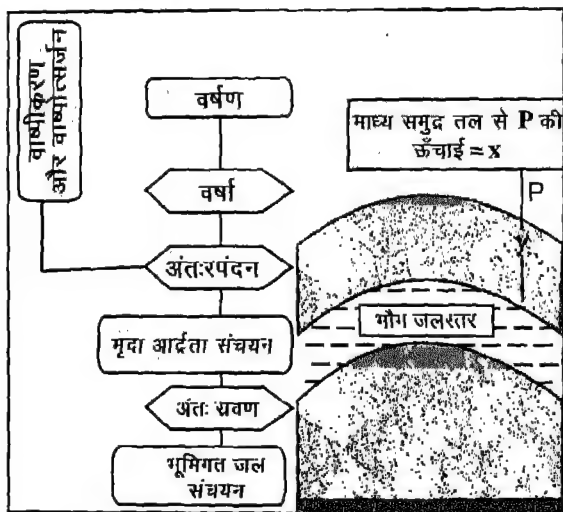 वाष्पीकरण
और वाष्पोत्सर्जन
वर्षण
वर्षा
अंतःस्पंदन
मृदा आर्द्रता संचयन
अंतः स्रवण
भूमिगत जल
संचयन
माध्य समुद्र तल से P की
ऊँचाई = x
P
Y
भौम जलस्तर